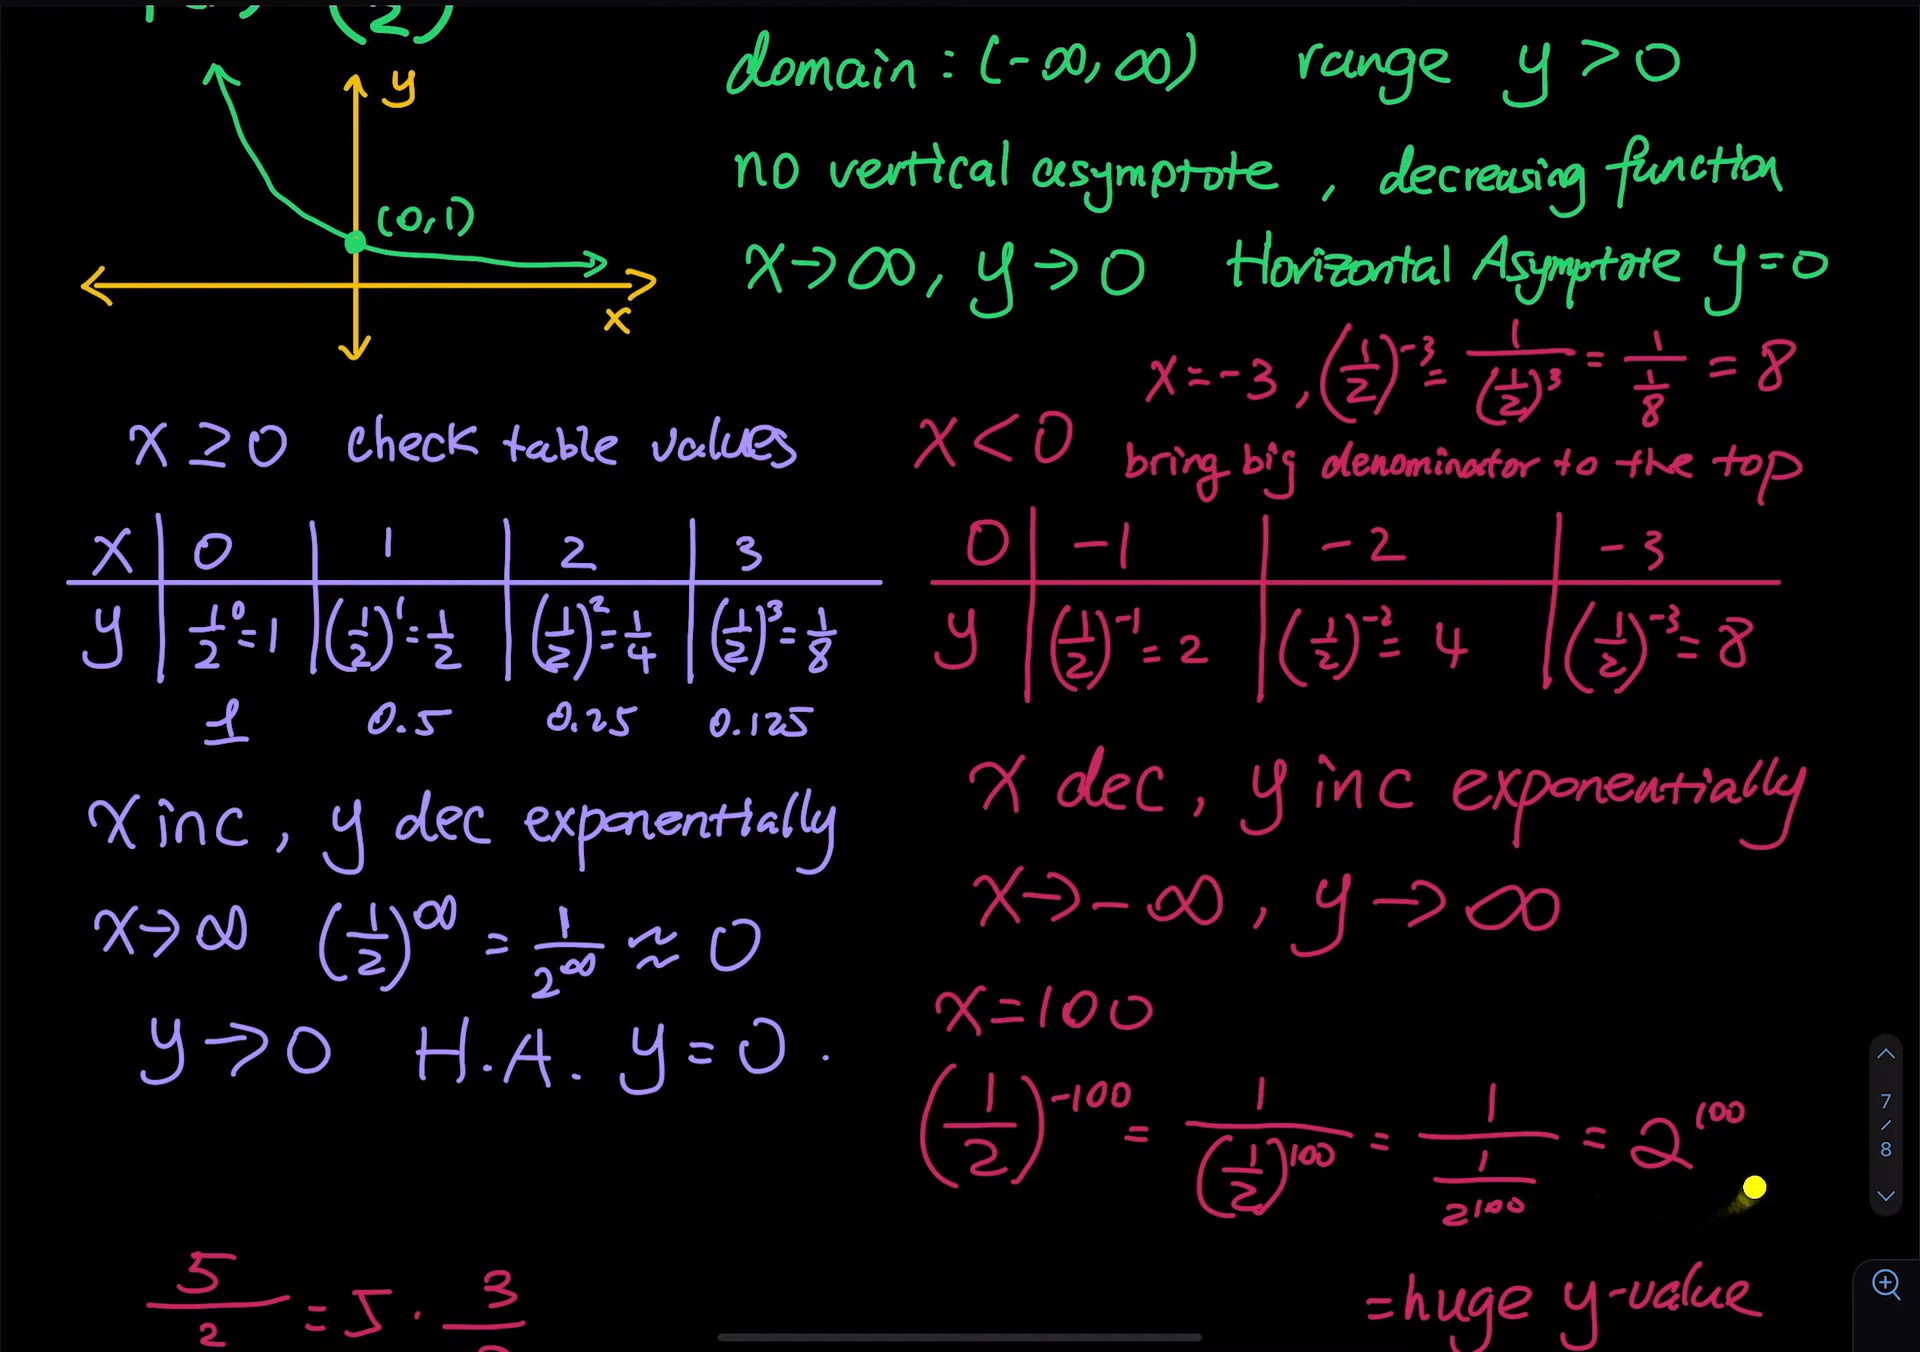 (1/2)
domain : (-∞, ∞) range y > 0
no vertical asymptote , decreasing function
x→∞, y→0 Horizontal Asymptote y=0
y
(0,1)
x
x ≥ 0 check table values
x | 0 | 1 | 2 | 3
y | 1/2^0=1 | (1/2)^1=1/2 | (1/2)^2=1/4 | (1/2)^3=1/8
1 0.5 0.25 0.125
x inc, y dec exponentially
x→∞ (1/2)^∞ = 1/2^∞ ≈ 0
y→0 H.A. y=0.
x=-3, (1/2)^-3 = 1/(1/2)^3 = 1/(1/8) = 8
x<0 bring big denominator to the top
0 | -1 | -2 | -3
y | (1/2)^-1=2 | (1/2)^-2=4 | (1/2)^-3=8
x dec, y inc exponentially
x→-∞, y→∞
x=100
(1/2)^-100 = 1/(1/2)^100 = 1/(1/2^100) = 2^100
=huge y-value
7
/
8